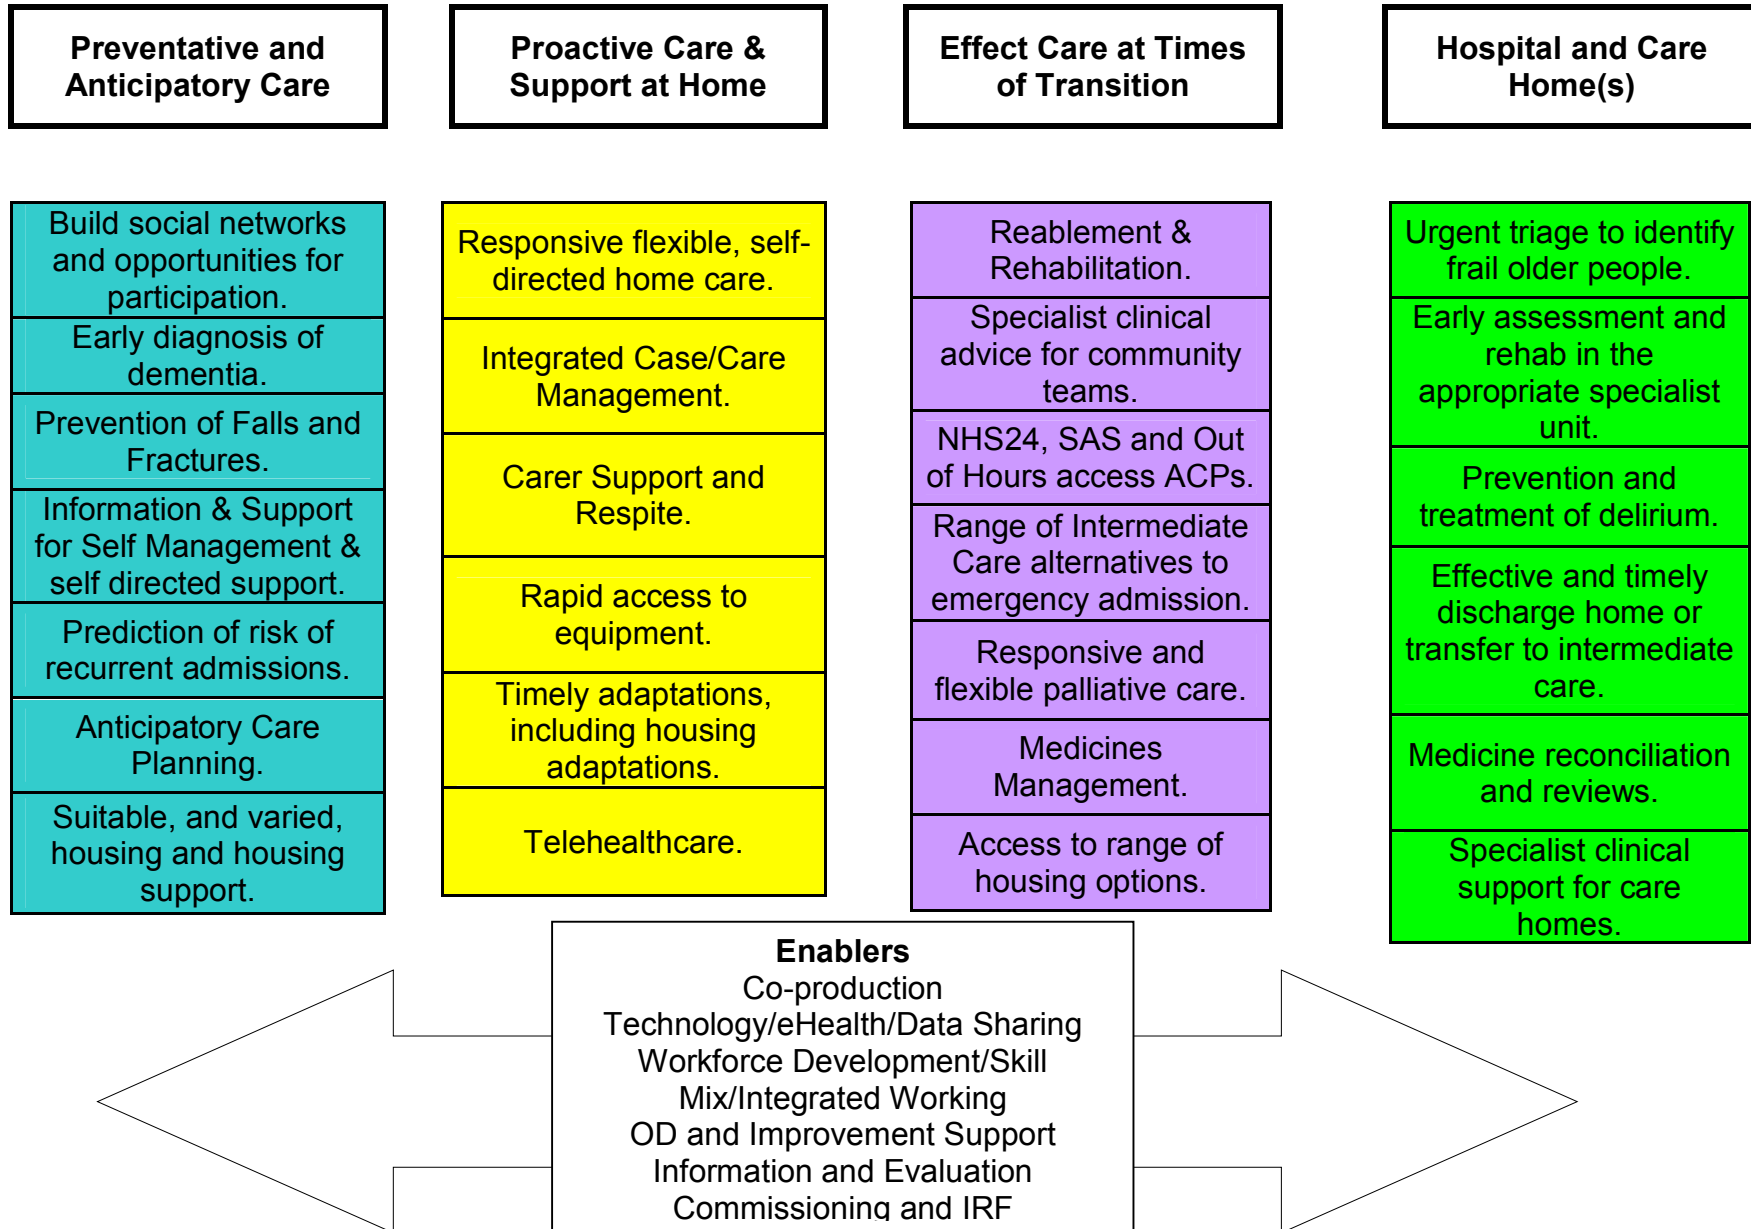 Preventative and
Anticipatory Care
Proactive Care &
Support at Home
Effect Care at Times
of Transition
Hospital and Care
Home(s)
Build social networks
and opportunities for
participation.
Early diagnosis of
dementia.
Prevention of Falls and
Fractures.
Information & Support
for Self Management &
self directed support.
Prediction of risk of
recurrent admissions.
Anticipatory Care
Planning.
Suitable, and varied,
housing and housing
support.
Responsive flexible, self-
directed home care.
Integrated Case/Care
Management.
Carer Support and
Respite.
Rapid access to
equipment.
Timely adaptations,
including housing
adaptations.
Telehealthcare.
Reablement &
Rehabilitation.
Specialist clinical
advice for community
teams.
NHS24, SAS and Out
of Hours access ACPs.
Range of Intermediate
Care alternatives to
emergency admission.
Responsive and
flexible palliative care.
Medicines
Management.
Access to range of
housing options.
Urgent triage to identify
frail older people.
Early assessment and
rehab in the
appropriate specialist
unit.
Prevention and
treatment of delirium.
Effective and timely
discharge home or
transfer to intermediate
care.
Medicine reconciliation
and reviews.
Specialist clinical
support for care
homes.
Enablers
Co-production
Technology/eHealth/Data Sharing
Workforce Development/Skill
Mix/Integrated Working
OD and Improvement Support
Information and Evaluation
Commissioning and IRF